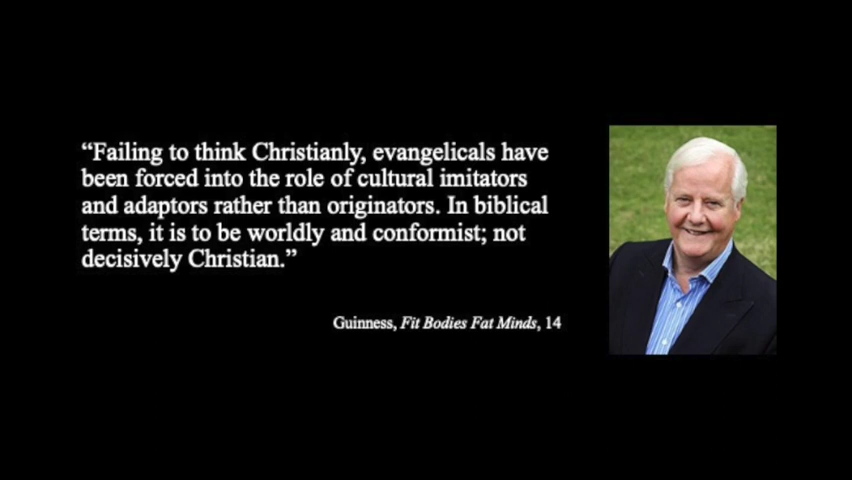 “Failing to think Christianly, evangelicals have
been forced into the role of cultural imitators
and adaptors rather than originators. In biblical
terms, it is to be worldly and conformist; not
decisively Christian.”
Guinness, Fit Bodies Fat Minds, 14